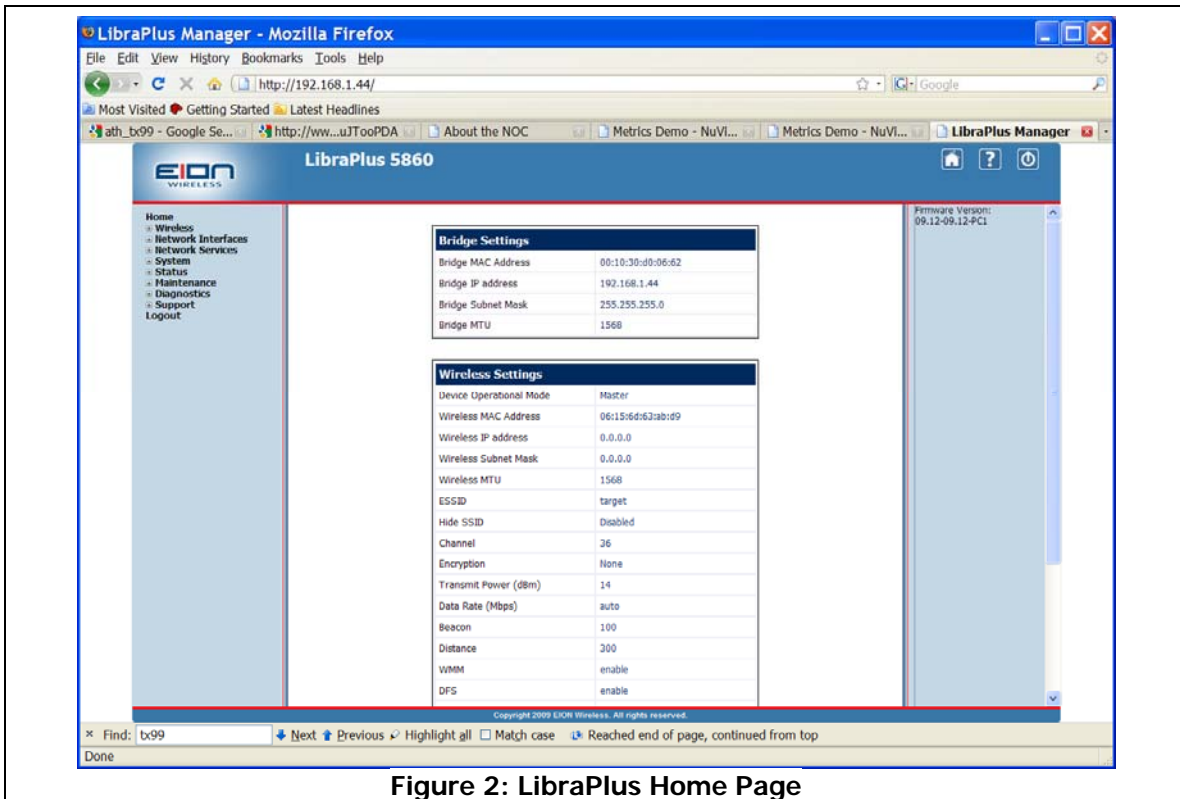 LibraPlus Manager - Mozilla Firefox
File Edit View History Bookmarks Tools Help
http://192.168.1.44/
Google
Most Visited Getting Started Latest Headlines
ath_tx99 - Google Se... http://ww...uJTooPDA About the NOC Metrics Demo - NuVi... Metrics Demo - NuVi... LibraPlus Manager
EION WIRELESS
LibraPlus 5860
Home
Wireless
Network Interfaces
Network Services
System
Status
Maintenance
Diagnostics
Support
Logout
Firmware Version:
09.12-09.12-PC1
Bridge Settings
Bridge MAC Address 00:10:30:d0:06:62
Bridge IP address 192.168.1.44
Bridge Subnet Mask 255.255.255.0
Bridge MTU 1568
Wireless Settings
Device Operational Mode Master
Wireless MAC Address 06:15:6d:63:ab:d9
Wireless IP address 0.0.0.0
Wireless Subnet Mask 0.0.0.0
Wireless MTU 1568
ESSID target
Hide SSID Disabled
Channel 36
Encryption None
Transmit Power (dBm) 14
Data Rate (Mbps) auto
Beacon 100
Distance 300
WMM enable
DFS enable
Copyright 2009 EION Wireless. All rights reserved.
× Find: tx99 Next Previous Highlight all Match case Reached end of page, continued from top
Done
Figure 2: LibraPlus Home Page